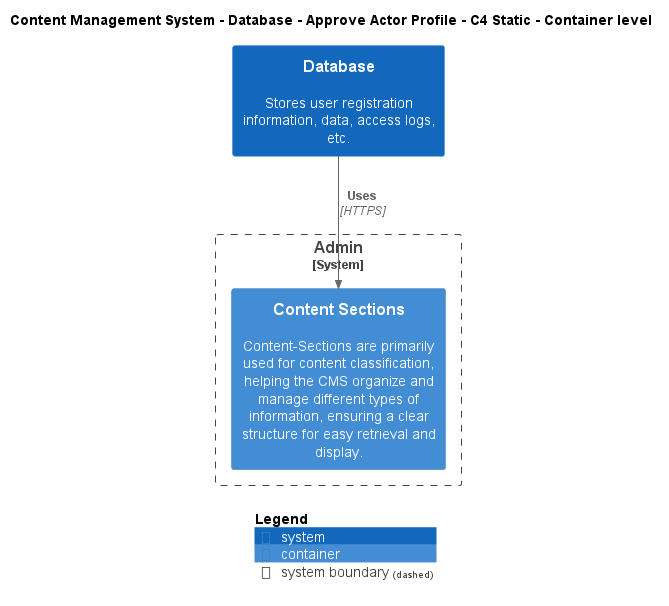 Content Management System - Database - Approve Actor Profile - C4 Static - Container level
Database
Stores user registration
information, data, access logs,
etc.
Uses
[HTTPS]
Admin
[System]
Content Sections
Content-Sections are primarily
used for content classification,
helping the CMS organize and
manage different types of
information, ensuring a clear
structure for easy retrieval and
display.
Legend
system
container
system boundary (dashed)